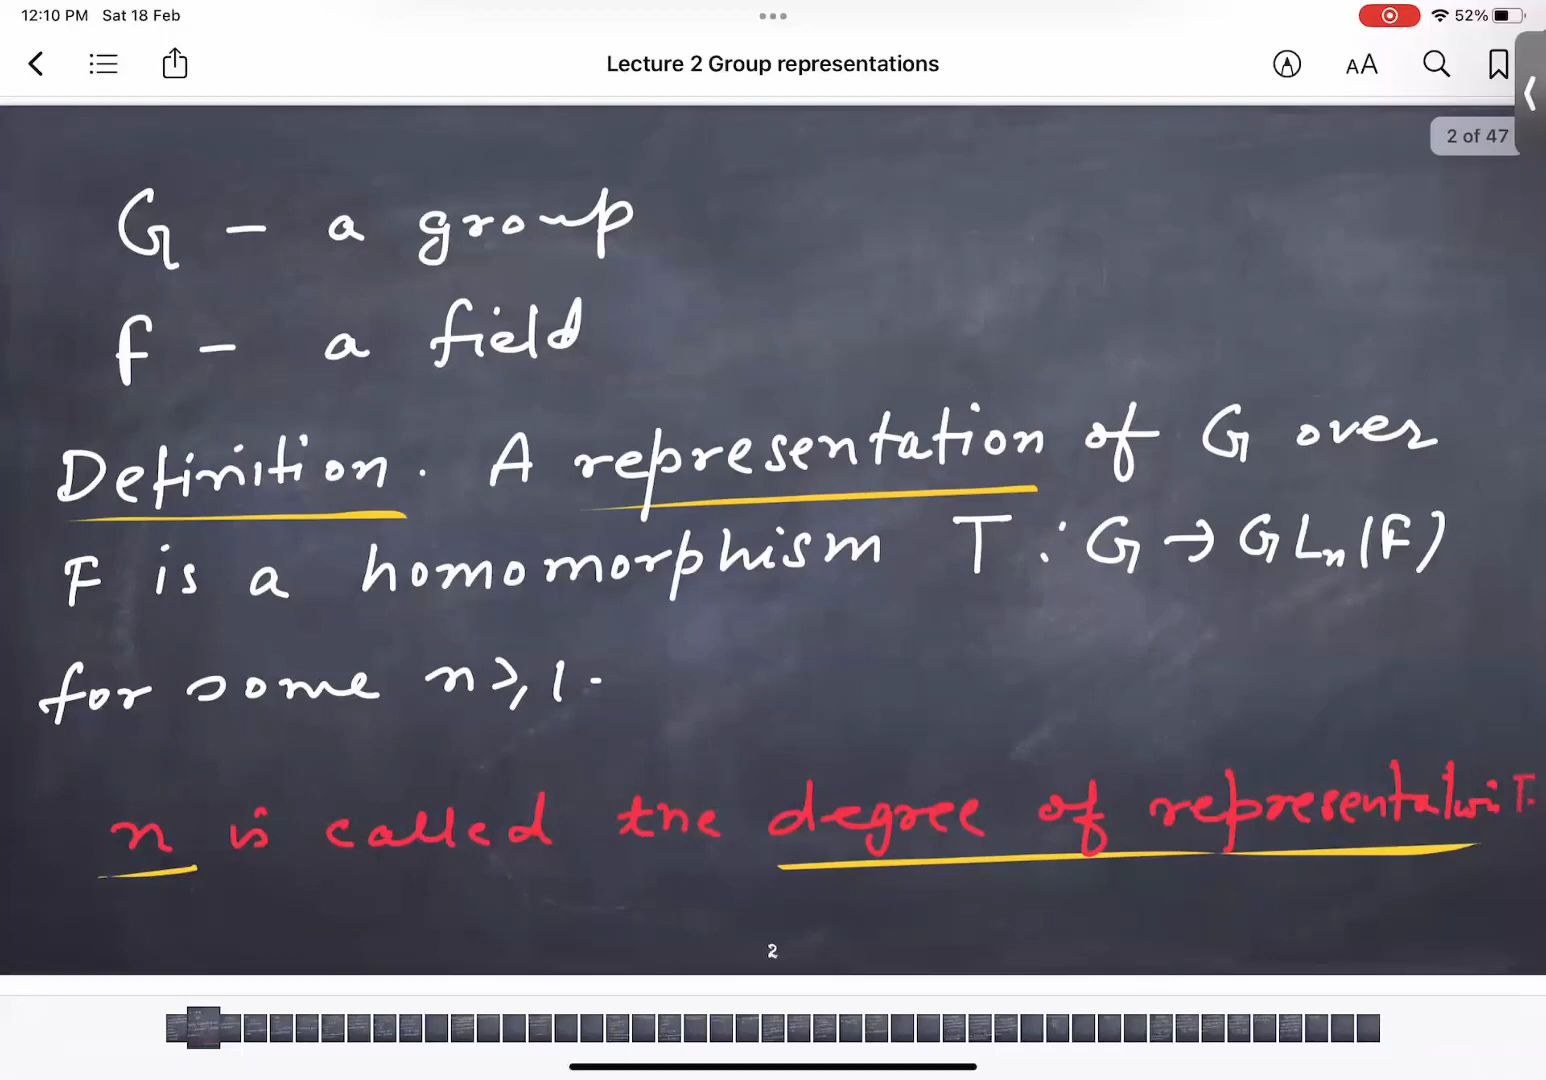 12:10 PM Sat 18 Feb
52%
Lecture 2 Group representations
AA
2 of 47
G - a group
F - a field
Definition. A representation of G over
F is a homomorphism T : G → GLₙ(F)
for some n ⩾ 1.
n is called the degree of representation T.
2